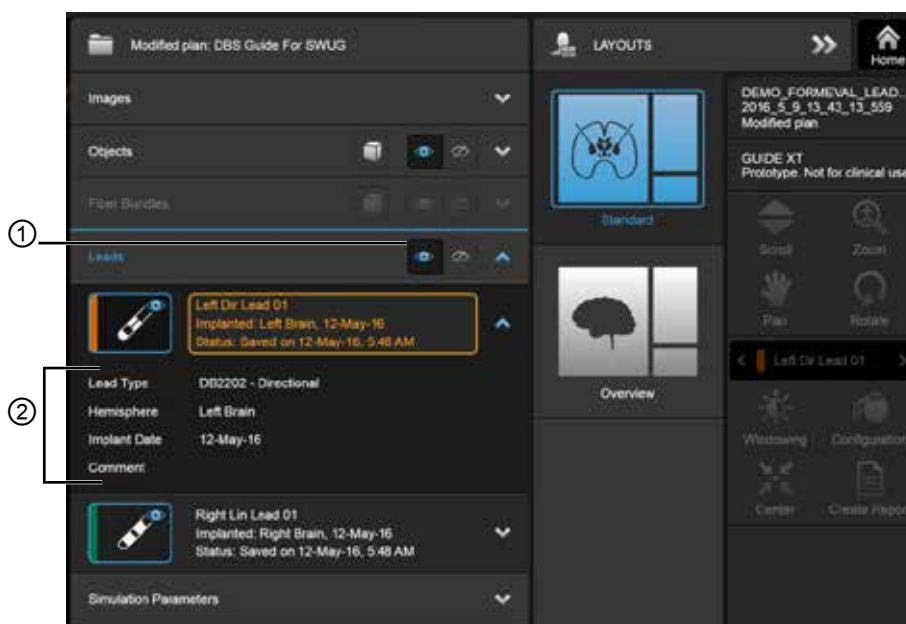 Modified plan: DBS Guide For SWUG
Images
Objects
Fiber Bundles
①
Leads
Left Dir Lead 01
Implanted: Left Brain, 12-May-16
Status: Saved on 12-May-16, 5:48 AM
②
Lead Type DB2202 - Directional
Hemisphere Left Brain
Implant Date 12-May-16
Comment
Right Lin Lead 01
Implanted: Right Brain, 12-May-16
Status: Saved on 12-May-16, 5:48 AM
Simulation Parameters
LAYOUTS
Standard
Overview
Home
DEMO_FORMEVAL_LEAD...
2016_5_9_13_43_13_559
Modified plan
GUIDE XT
Prototype. Not for clinical use
Scroll Zoom
Pan Rotate
Left Dir Lead 01
Windowing Configuration
Center Create Repor